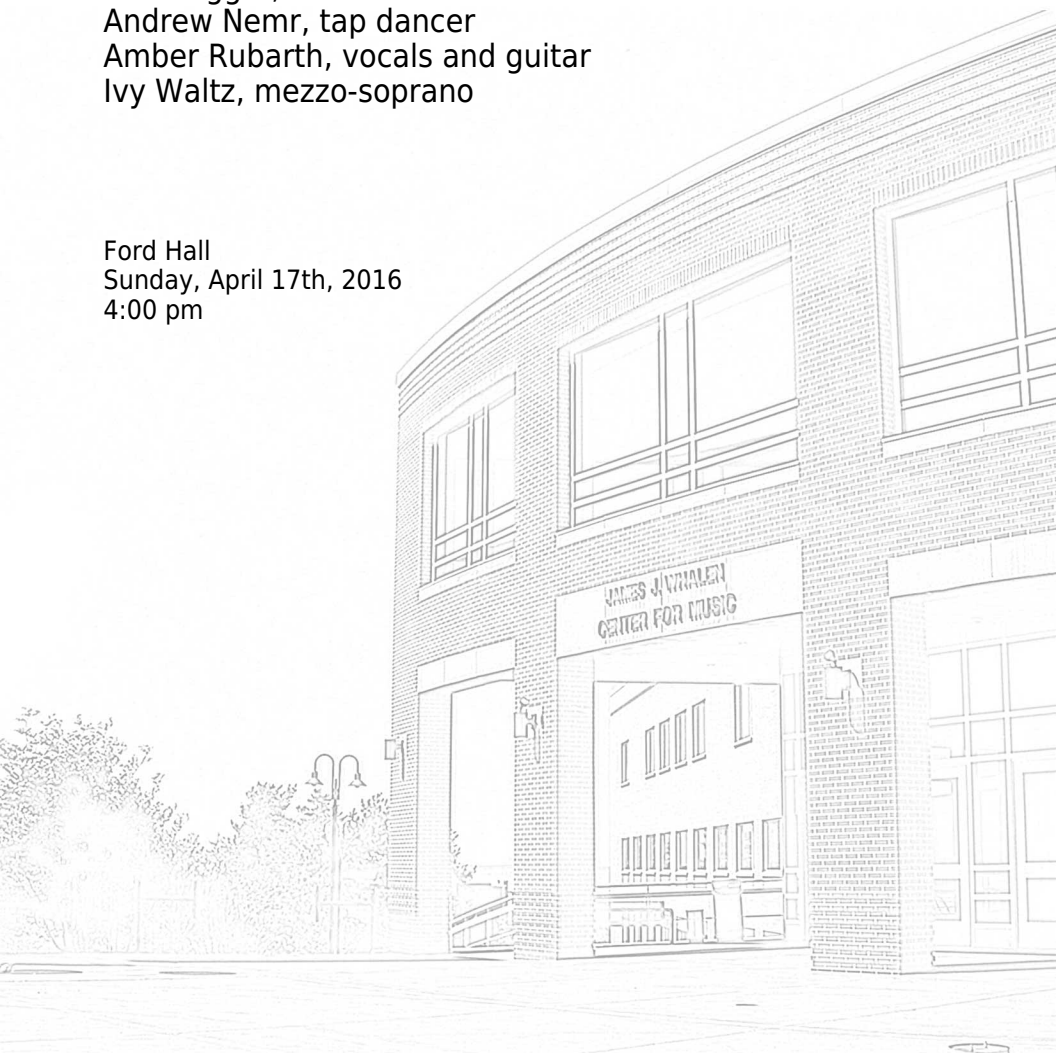 Andrew Nemr, tap dancer
Amber Rubarth, vocals and guitar
Ivy Waltz, mezzo-soprano
Ford Hall
Sunday, April 17th, 2016
4:00 pm
JAMES J. WHALEN
CENTER FOR MUSIC